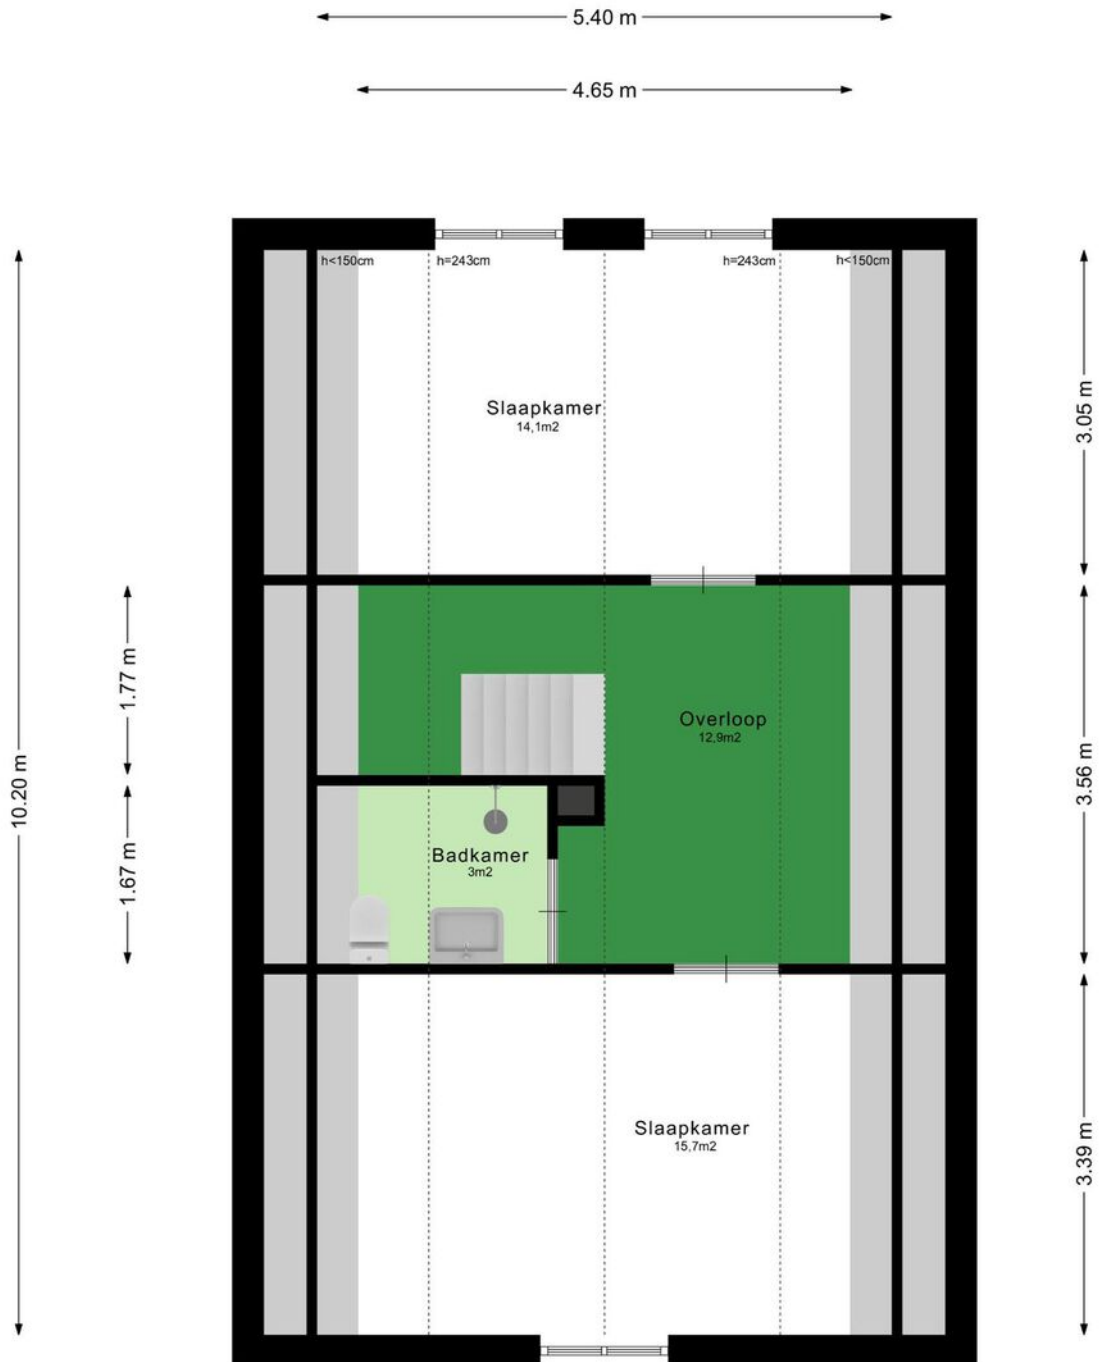 5.40 m
4.65 m
h<150cm
h=243cm
h=243cm
h<150cm
Slaapkamer
14,1m2
3.05 m
1.77 m
Overloop
12,9m2
10.20 m
3.56 m
1.67 m
Badkamer
3m2
Slaapkamer
15,7m2
3.39 m